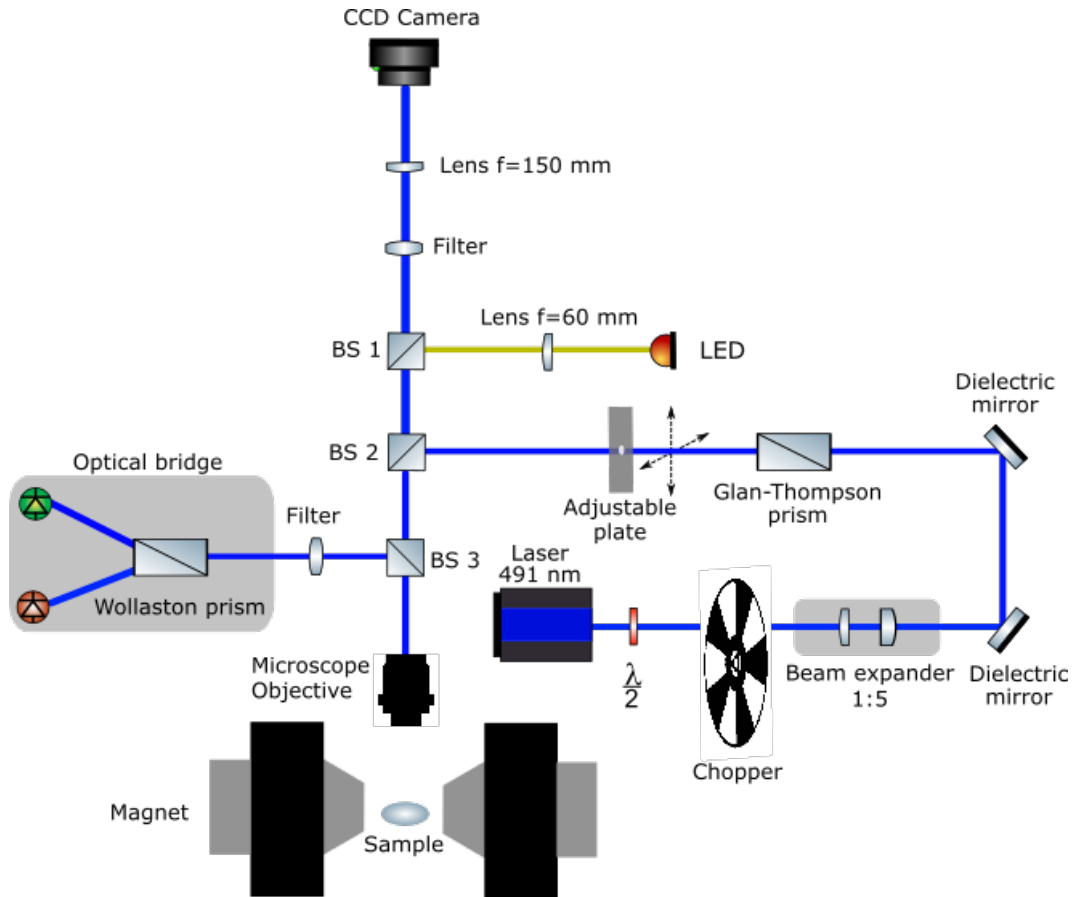 CCD Camera
Lens f=150 mm
Filter
Lens f=60 mm
BS 1
LED
Dielectric
mirror
BS 2
Optical bridge
Adjustable
plate
Glan-Thompson
prism
Filter
BS 3
Laser
491 nm
Wollaston prism
Microscope
Objective
λ
2
Beam expander
1:5
Dielectric
mirror
Chopper
Magnet
Sample